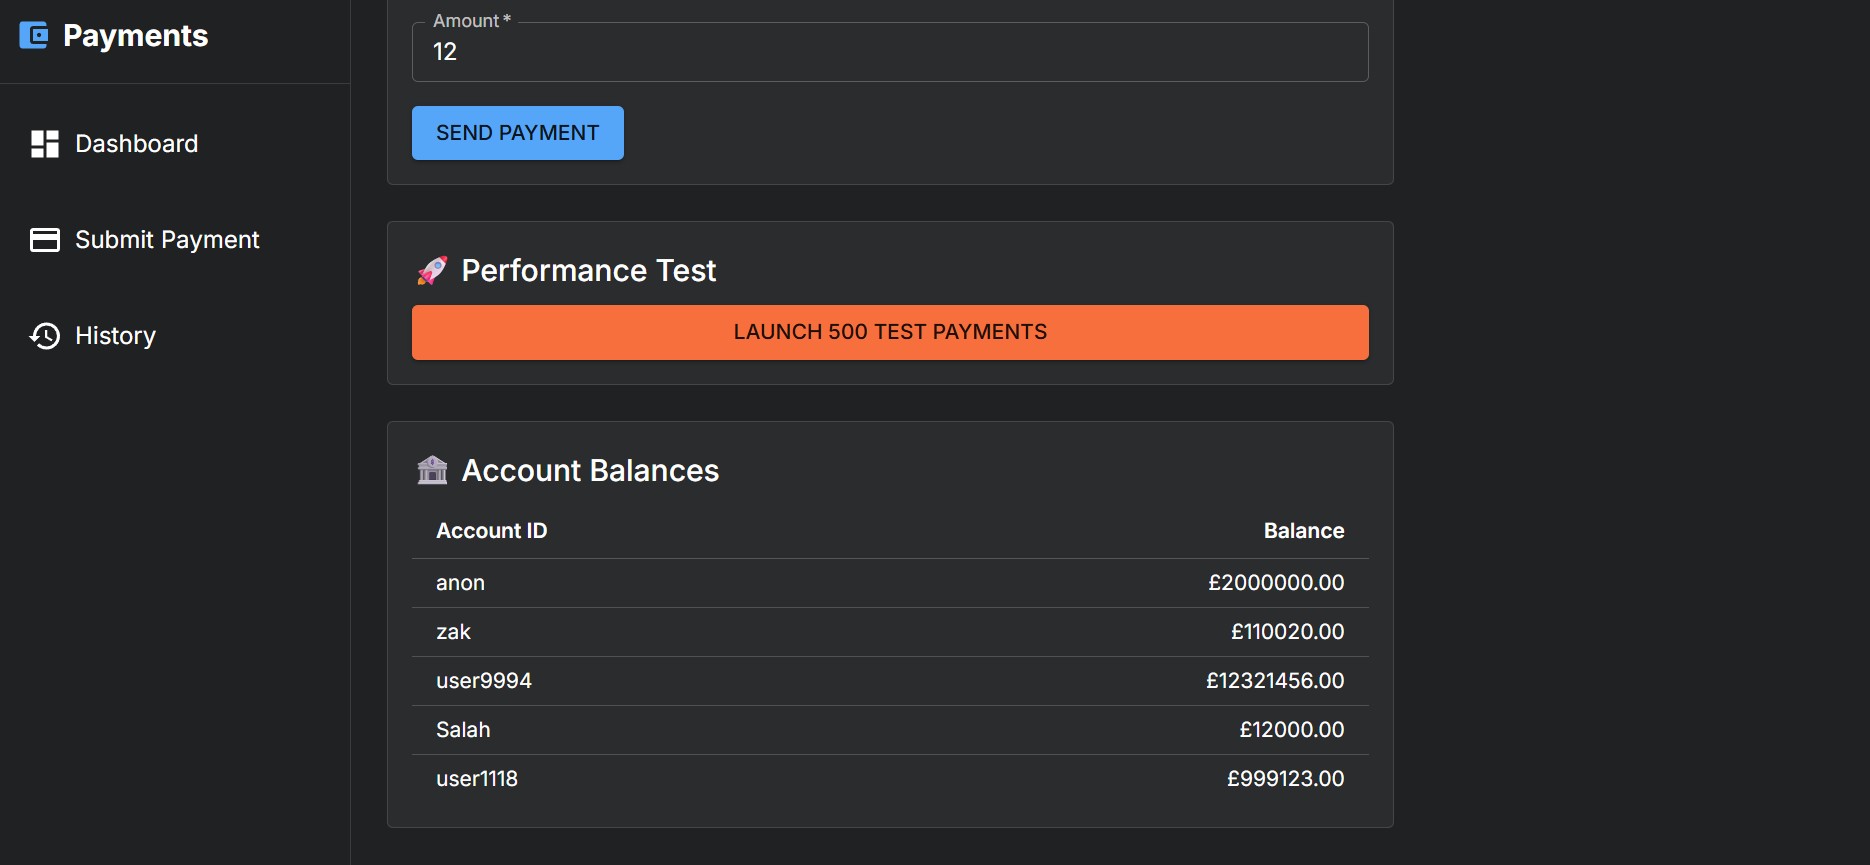 Payments
Dashboard
Submit Payment
History
Amount *
12
SEND PAYMENT
Performance Test
LAUNCH 500 TEST PAYMENTS
Account Balances
Account ID Balance
anon £2000000.00
zak £110020.00
user9994 £12321456.00
Salah £12000.00
user1118 £999123.00